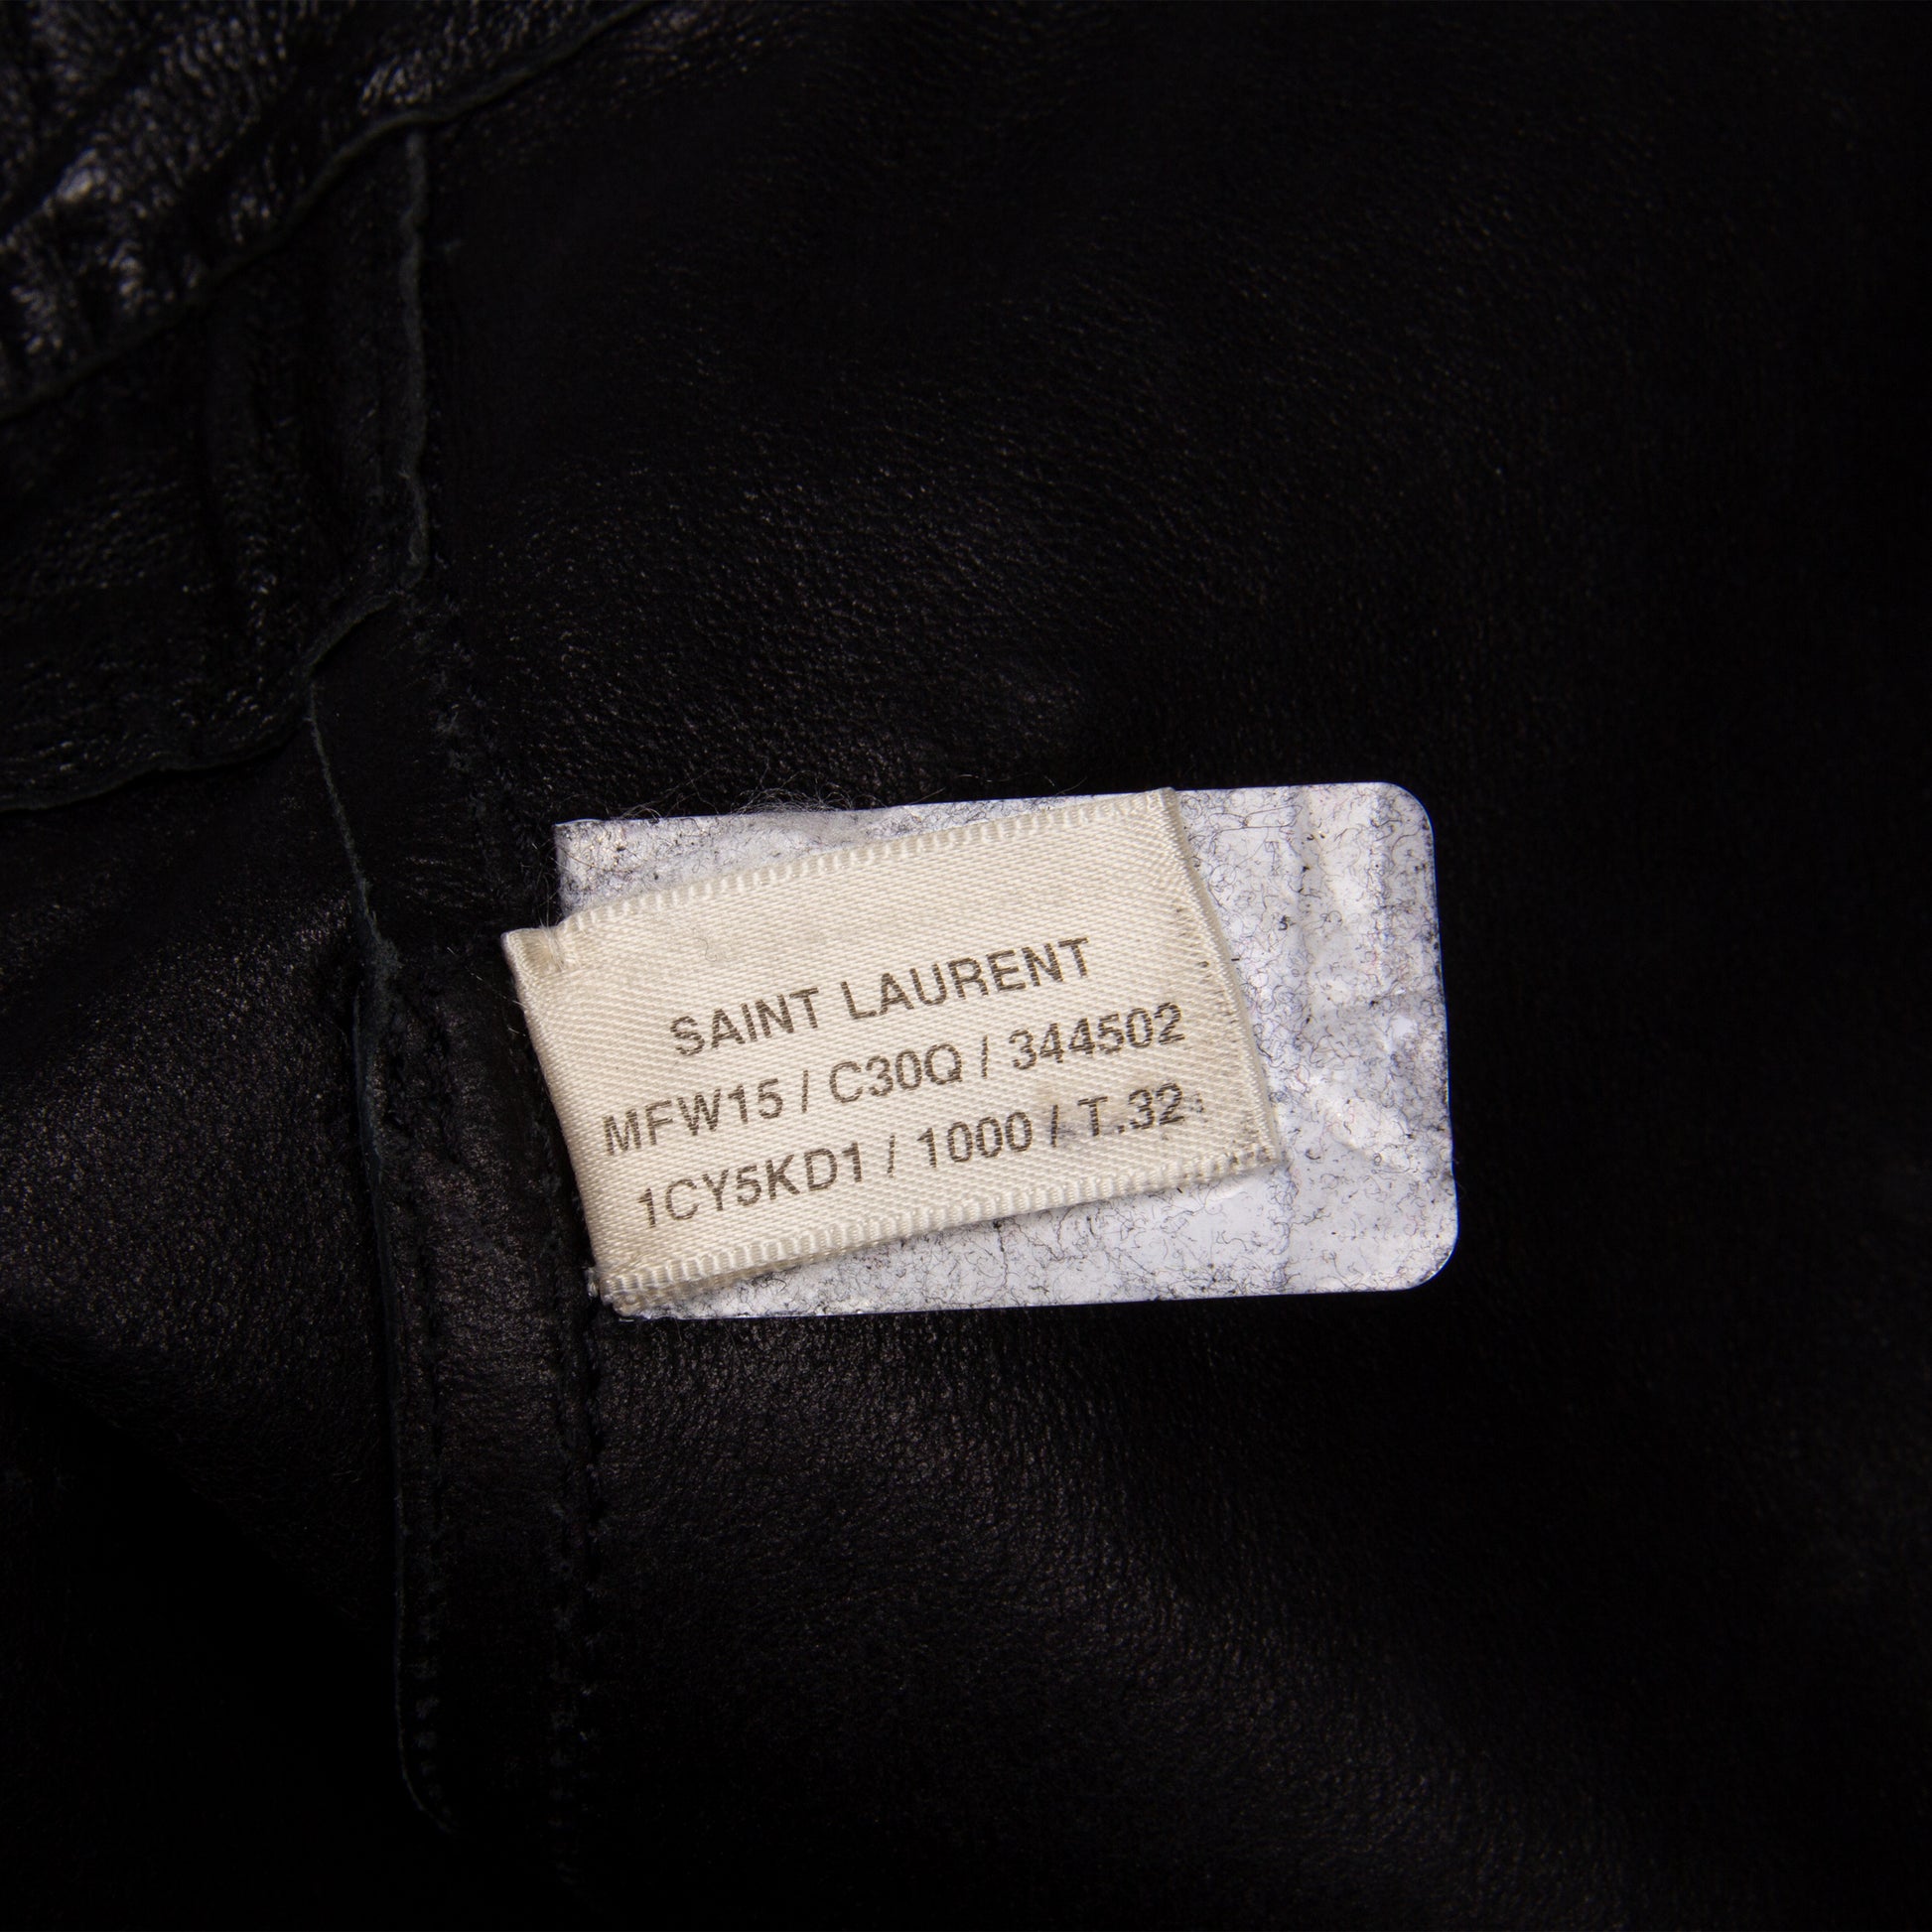 SAINT LAURENT
MFW15 / C30Q / 344502
1CY5KD1 / 1000 / T.32